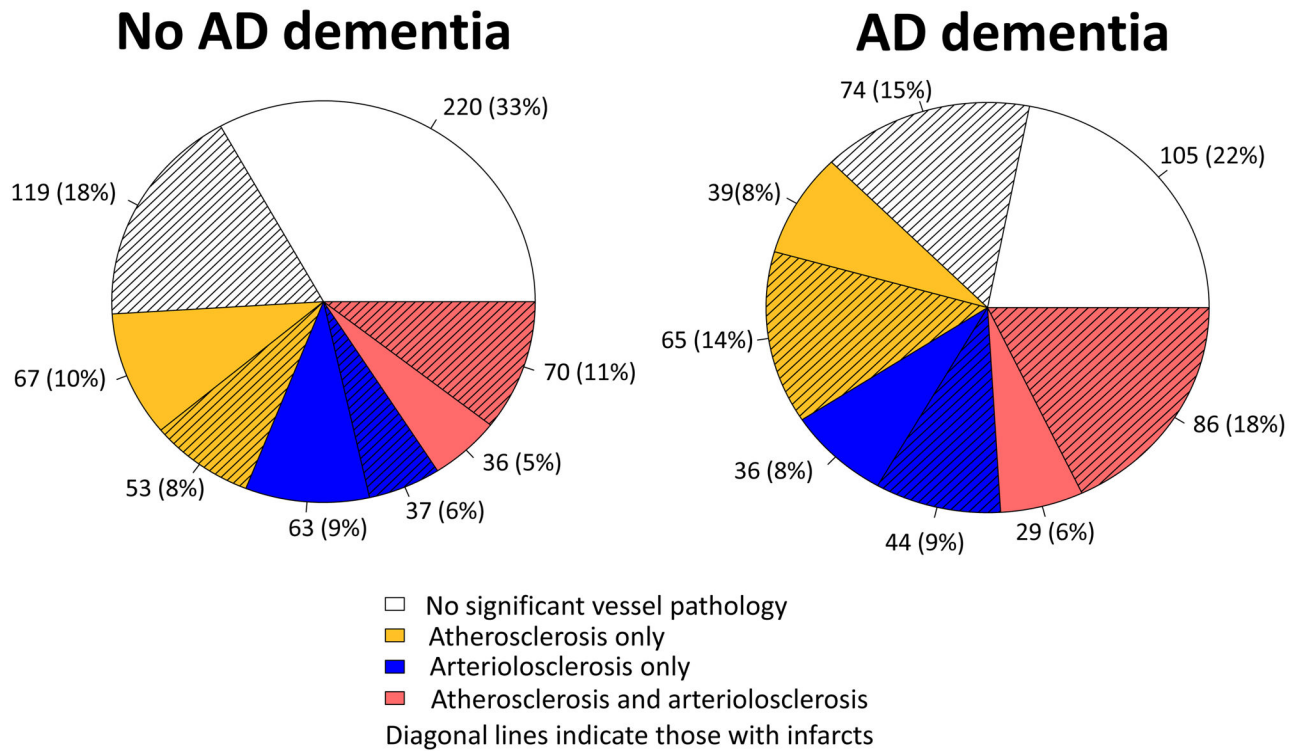 No AD dementia
220 (33%)
119 (18%)
67 (10%)
53 (8%)
63 (9%)
37 (6%)
36 (5%)
70 (11%)
AD dementia
74 (15%)
105 (22%)
39(8%)
65 (14%)
36 (8%)
44 (9%)
29 (6%)
86 (18%)
No significant vessel pathology
Atherosclerosis only
Arteriolosclerosis only
Atherosclerosis and arteriolosclerosis
Diagonal lines indicate those with infarcts